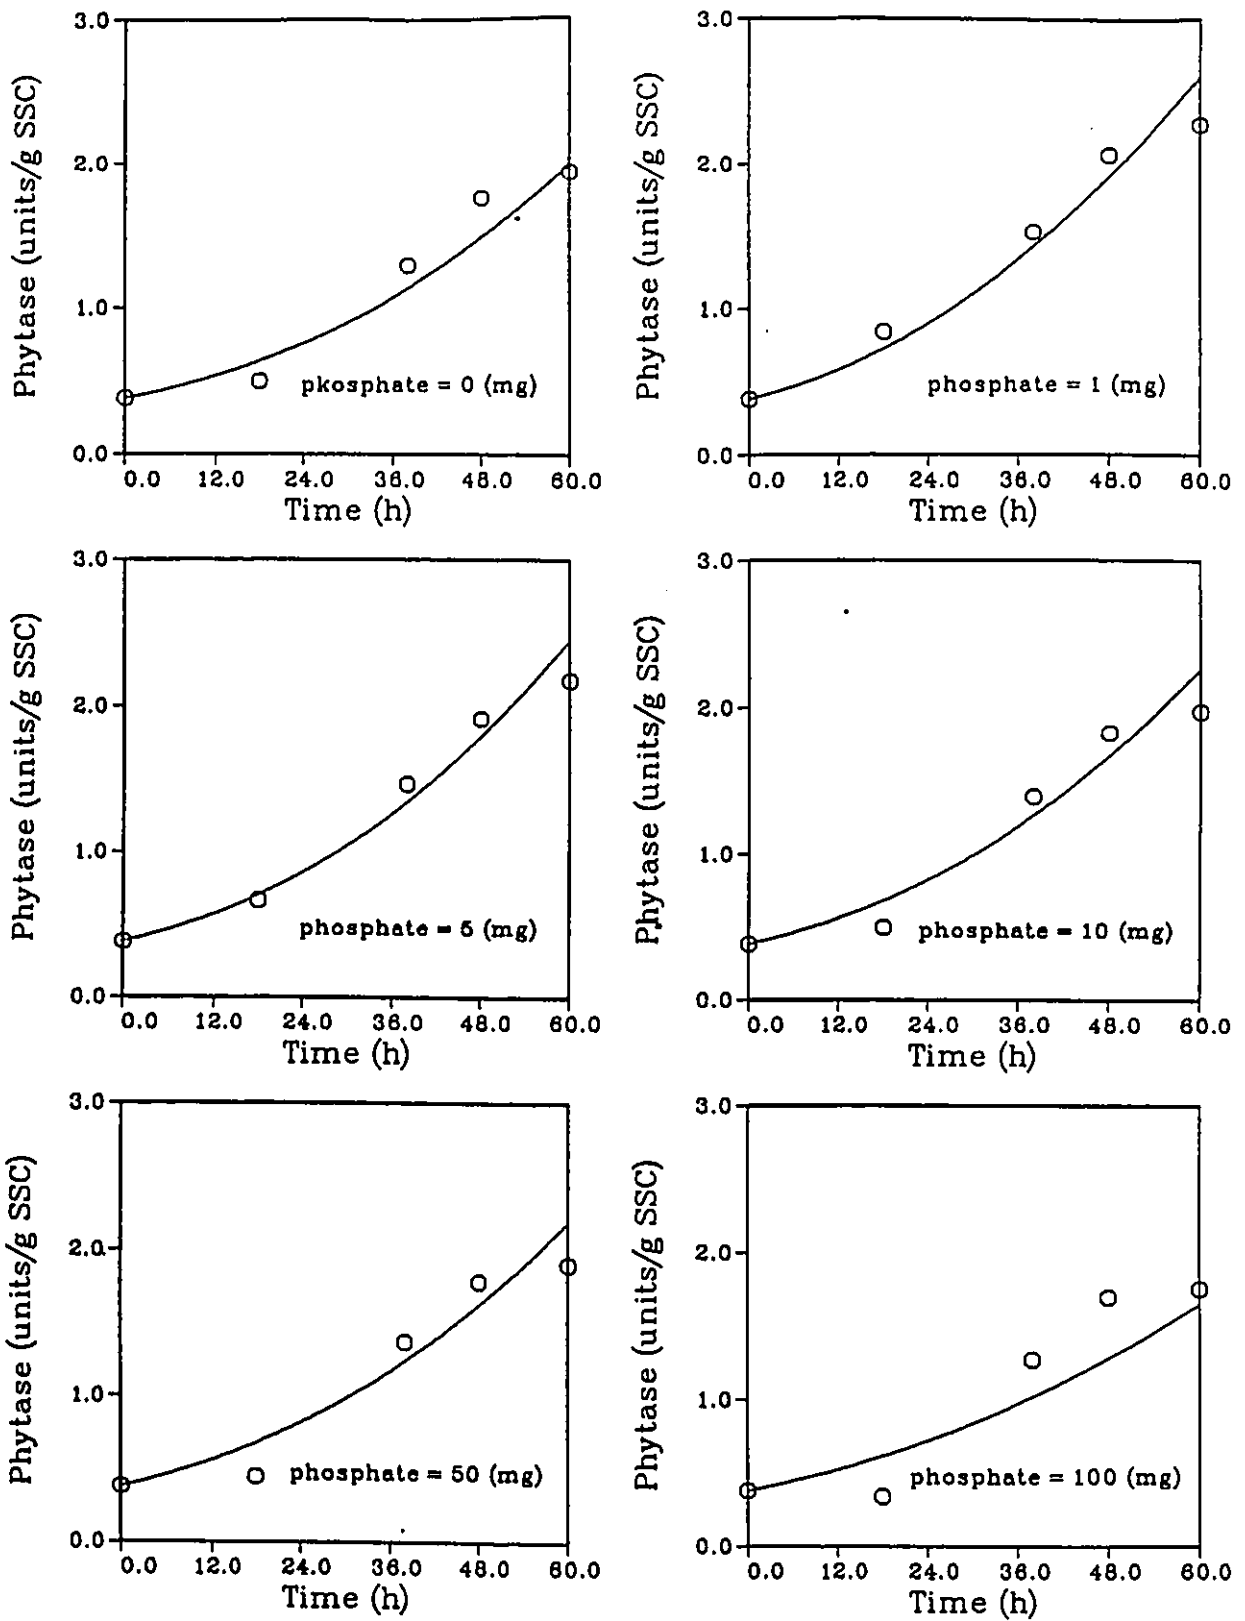 3.0
2.0
1.0
0.0
Phytase (units/g SSC)
pkosphate = 0 (mg)
0.0 12.0 24.0 36.0 48.0 60.0
Time (h)
3.0
2.0
1.0
0.0
Phytase (units/g SSC)
phosphate = 1 (mg)
0.0 12.0 24.0 36.0 48.0 60.0
Time (h)
3.0
2.0
1.0
0.0
Phytase (units/g SSC)
phosphate = 5 (mg)
0.0 12.0 24.0 36.0 48.0 60.0
Time (h)
3.0
2.0
1.0
0.0
Phytase (units/g SSC)
phosphate = 10 (mg)
0.0 12.0 24.0 36.0 48.0 60.0
Time (h)
3.0
2.0
1.0
0.0
Phytase (units/g SSC)
phosphate = 50 (mg)
0.0 12.0 24.0 36.0 48.0 60.0
Time (h)
3.0
2.0
1.0
0.0
Phytase (units/g SSC)
phosphate = 100 (mg)
0.0 12.0 24.0 36.0 48.0 60.0
Time (h)